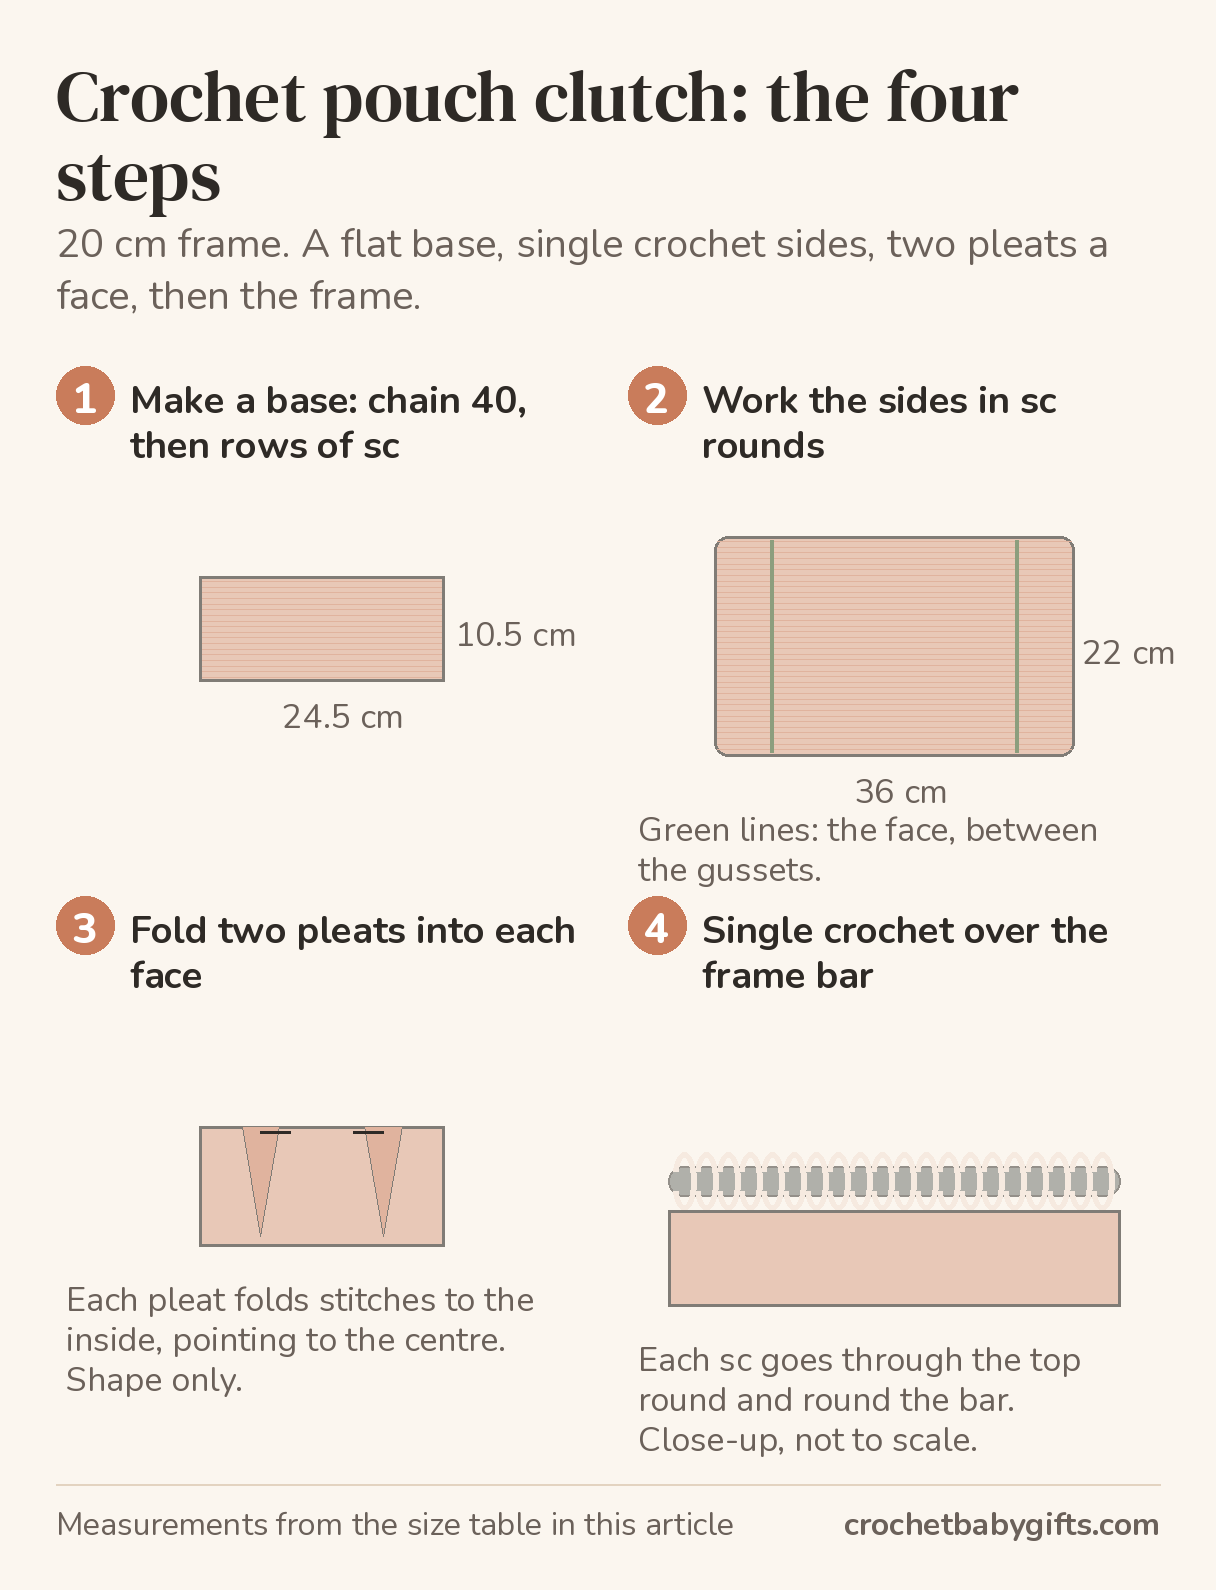 Crochet pouch clutch: the four
steps
20 cm frame. A flat base, single crochet sides, two pleats a
face, then the frame.
1 Make a base: chain 40,
then rows of sc
10.5 cm
24.5 cm
2 Work the sides in sc
rounds
22 cm
36 cm
Green lines: the face, between
the gussets.
3 Fold two pleats into each
face
Each pleat folds stitches to the
inside, pointing to the centre.
Shape only.
4 Single crochet over the
frame bar
Each sc goes through the top
round and round the bar.
Close-up, not to scale.
Measurements from the size table in this article
crochetbabygifts.com